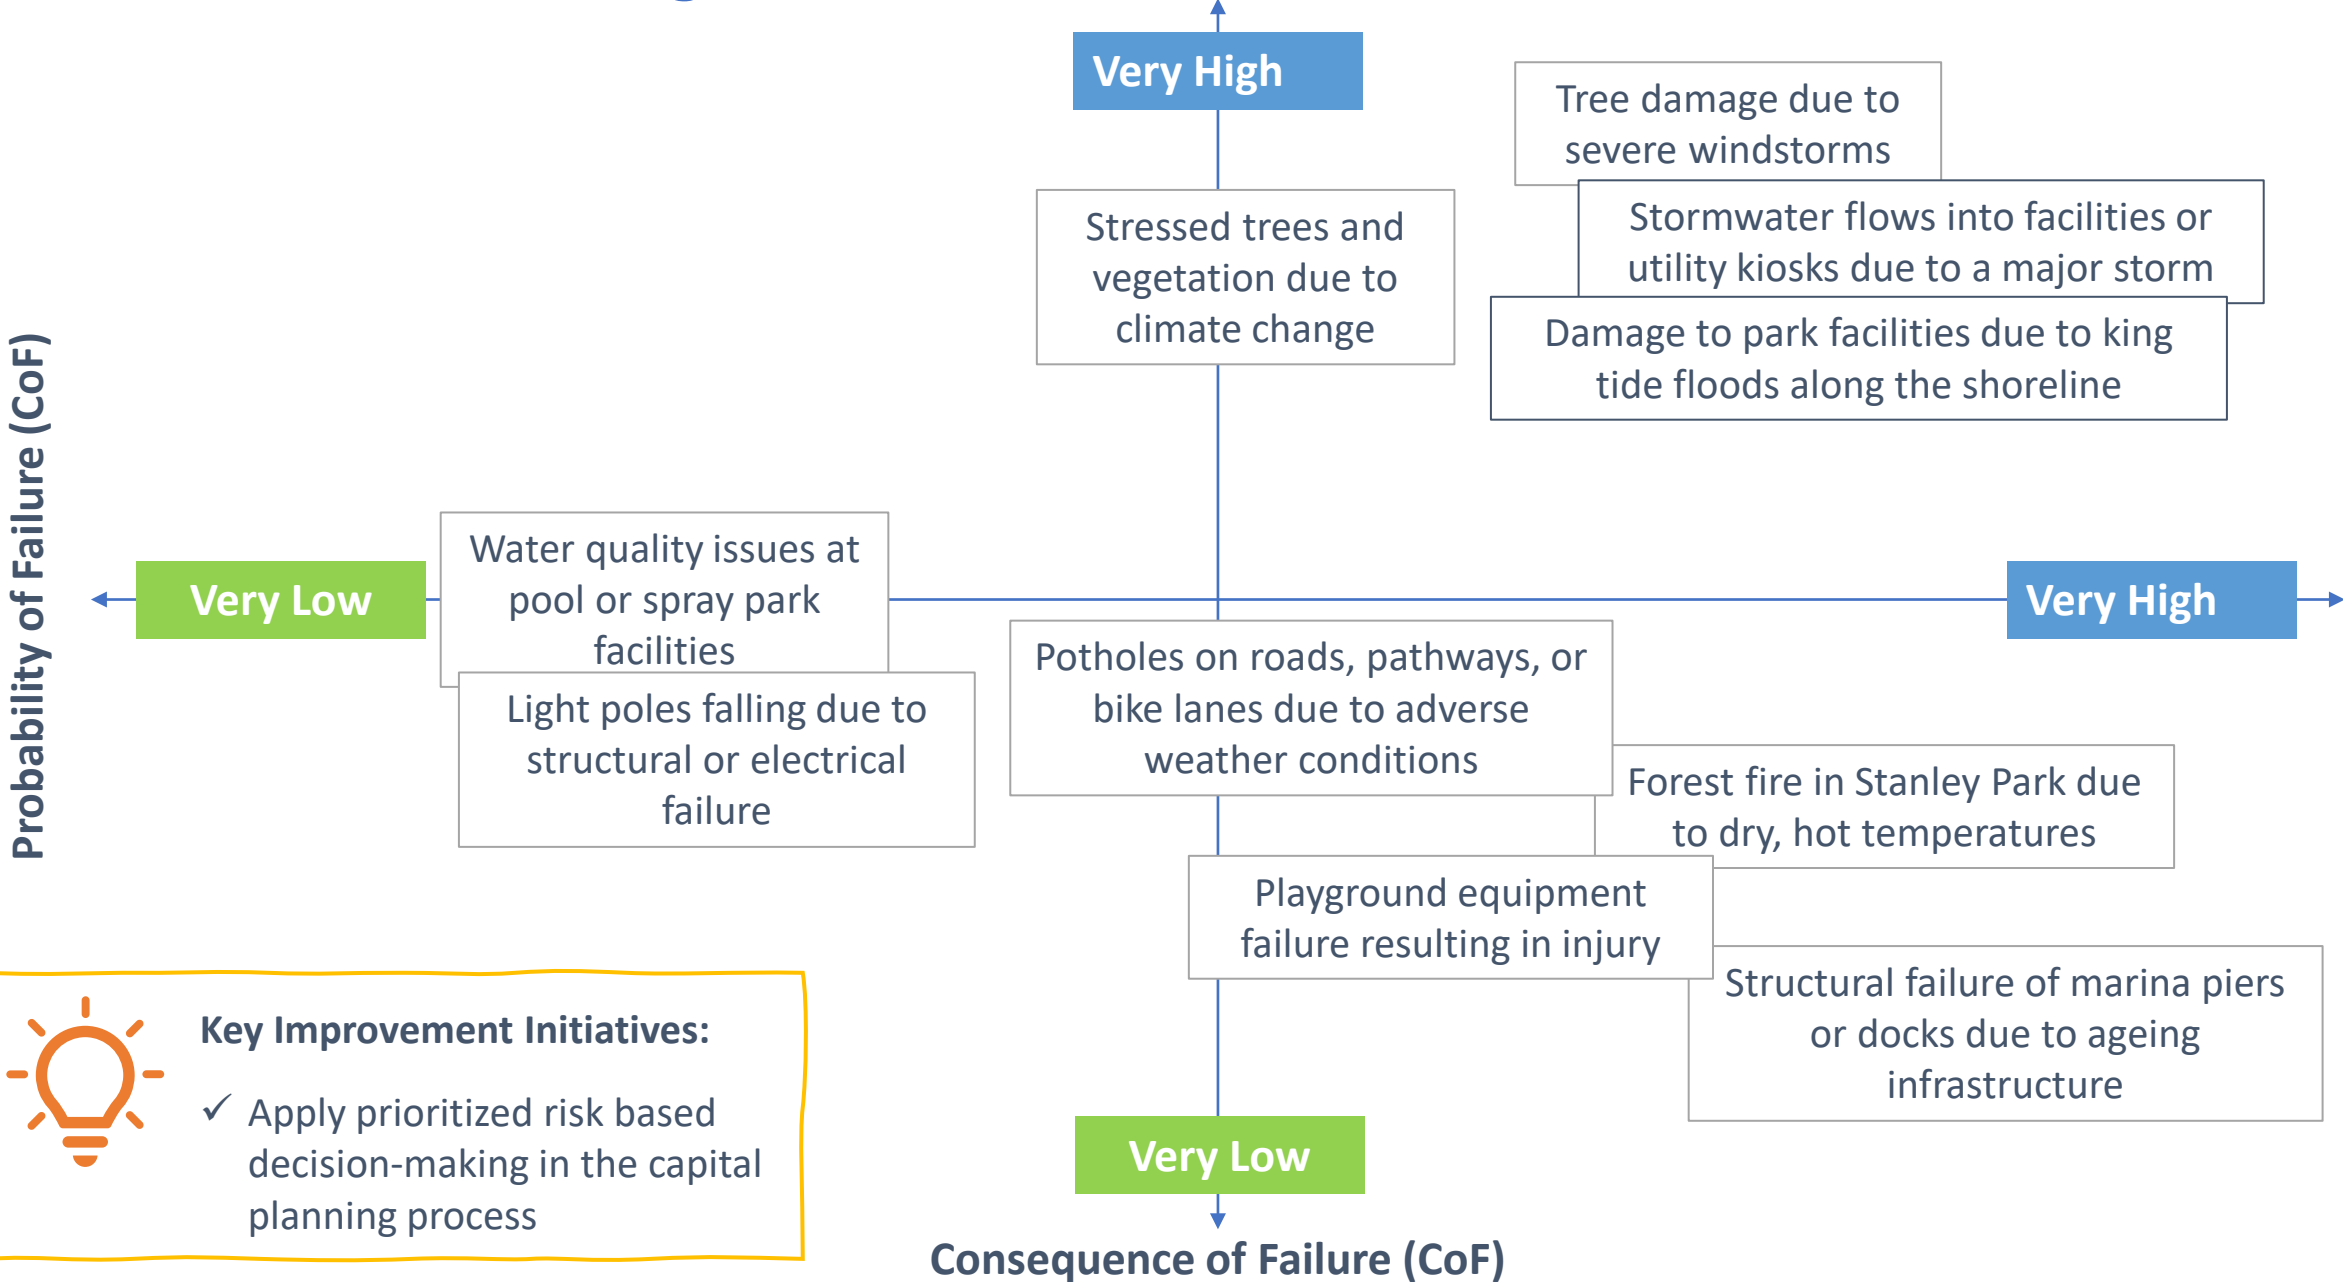 Very High
Tree damage due to
severe windstorms
Stormwater flows into facilities or
utility kiosks due to a major storm
Stressed trees and
vegetation due to
climate change
Damage to park facilities due to king
tide floods along the shoreline
Probability of Failure (CoF)
Very Low
Water quality issues at
pool or spray park
facilities
Very High
Light poles falling due to
structural or electrical
failure
Potholes on roads, pathways, or
bike lanes due to adverse
weather conditions
Forest fire in Stanley Park due
to dry, hot temperatures
Playground equipment
failure resulting in injury
Structural failure of marina piers
or docks due to ageing
infrastructure
Key Improvement Initiatives:
✓ Apply prioritized risk based
decision-making in the capital
planning process
Very Low
Consequence of Failure (CoF)